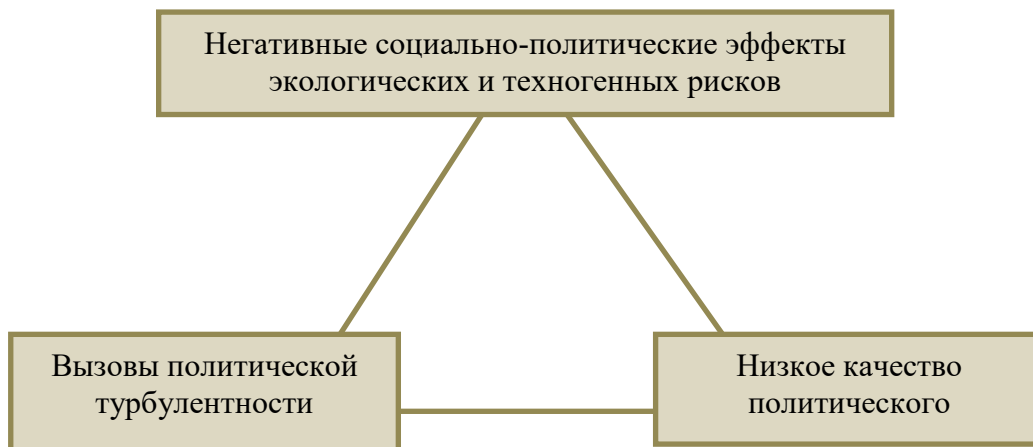 Негативные социально-политические эффекты
экологических и техногенных рисков
Вызовы политической
турбулентности
Низкое качество
политического